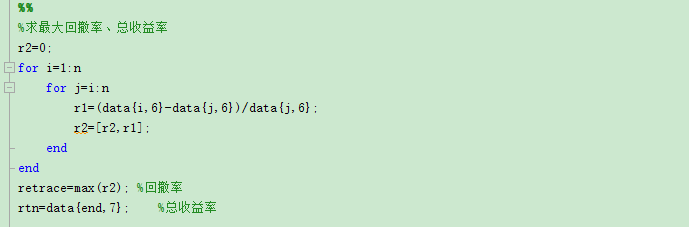 %%
%求最大回撤率、总收益率
r2=0;
for i=1:n
for j=i:n
r1=(data{i,6}-data{j,6})/data{j,6};
r2=[r2,r1];
end
end
retrace=max(r2); %回撤率
rtn=data{end,7}; %总收益率